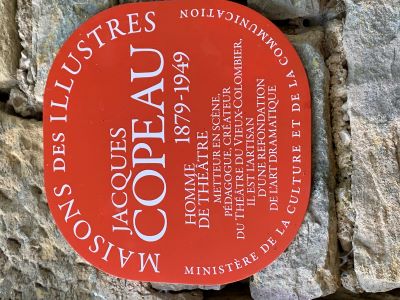 MAISONS DES ILLUSTRES
JACQUES
COPEAU
1879-1949
HOMME
DE THÉÂTRE
METTEUR EN SCÈNE,
PÉDAGOGUE, CRÉATEUR
DU THÉÂTRE DU VIEUX-COLOMBIER,
IL EST L'ARTISAN
D'UNE REFONDATION
DE L'ART DRAMATIQUE
MINISTÈRE DE LA CULTURE ET DE LA COMMUNICATION